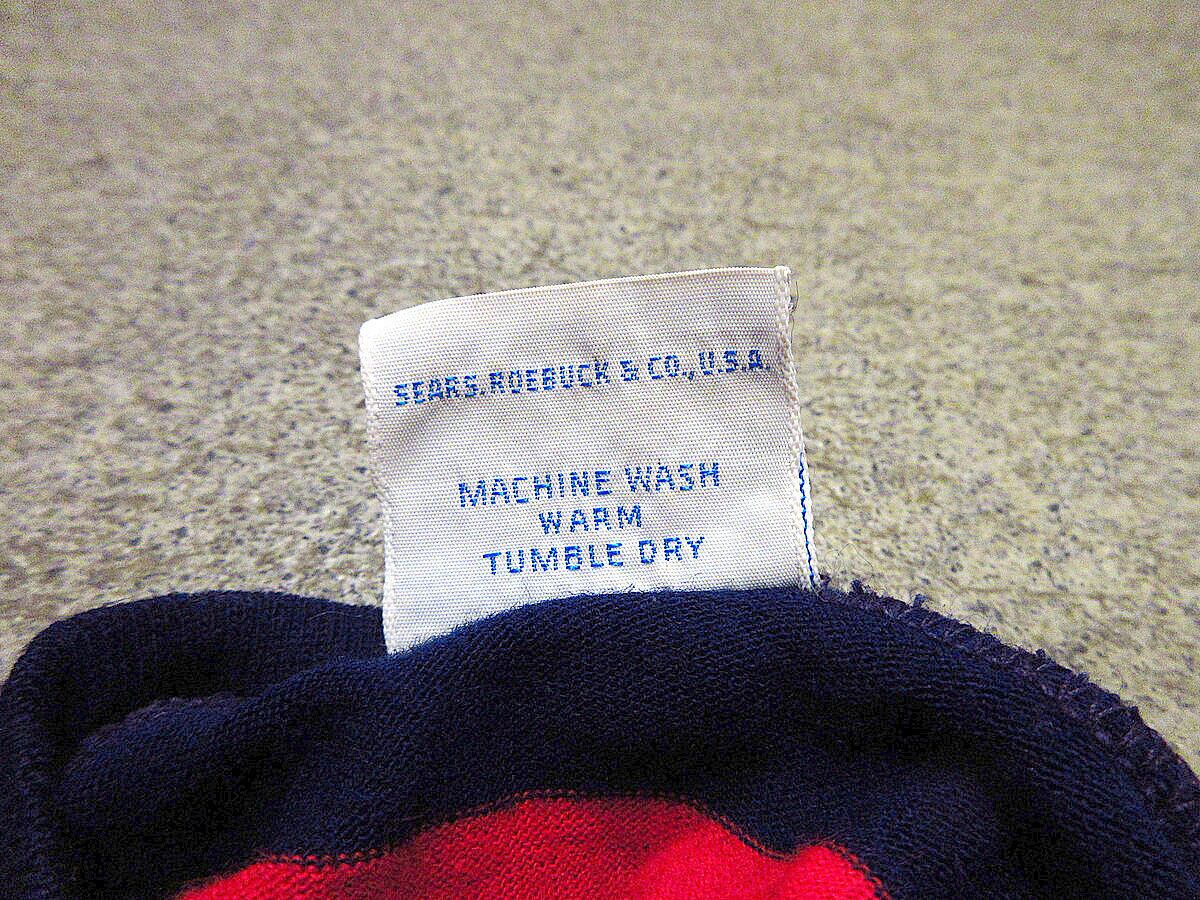 SEARS, ROEBUCK & CO., U.S.A.
MACHINE WASH
WARM
TUMBLE DRY